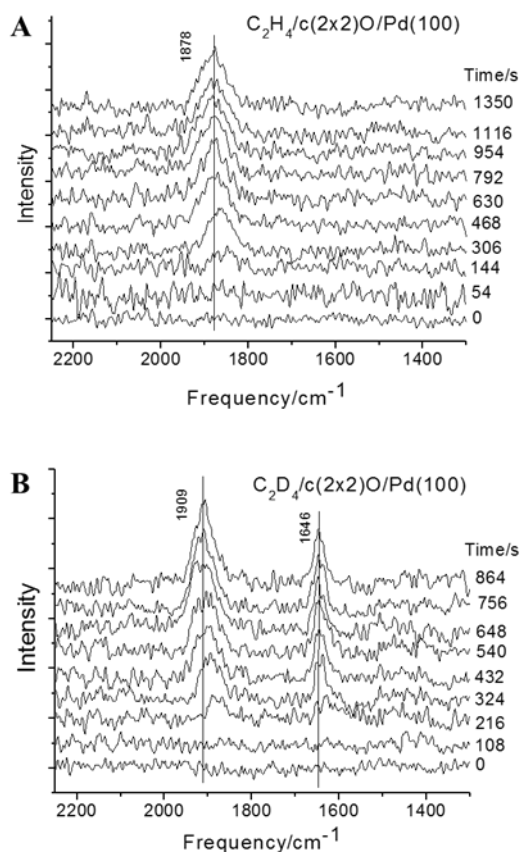 A
C₂H₄/c(2x2)O/Pd(100)
1878
Time/s
1350
1116
954
792
630
468
306
144
54
0
Intensity
2200 2000 1800 1600 1400
Frequency/cm⁻¹
B
C₂D₄/c(2x2)O/Pd(100)
1909
1646
Time/s
864
756
648
540
432
324
216
108
0
Intensity
2200 2000 1800 1600 1400
Frequency/cm⁻¹